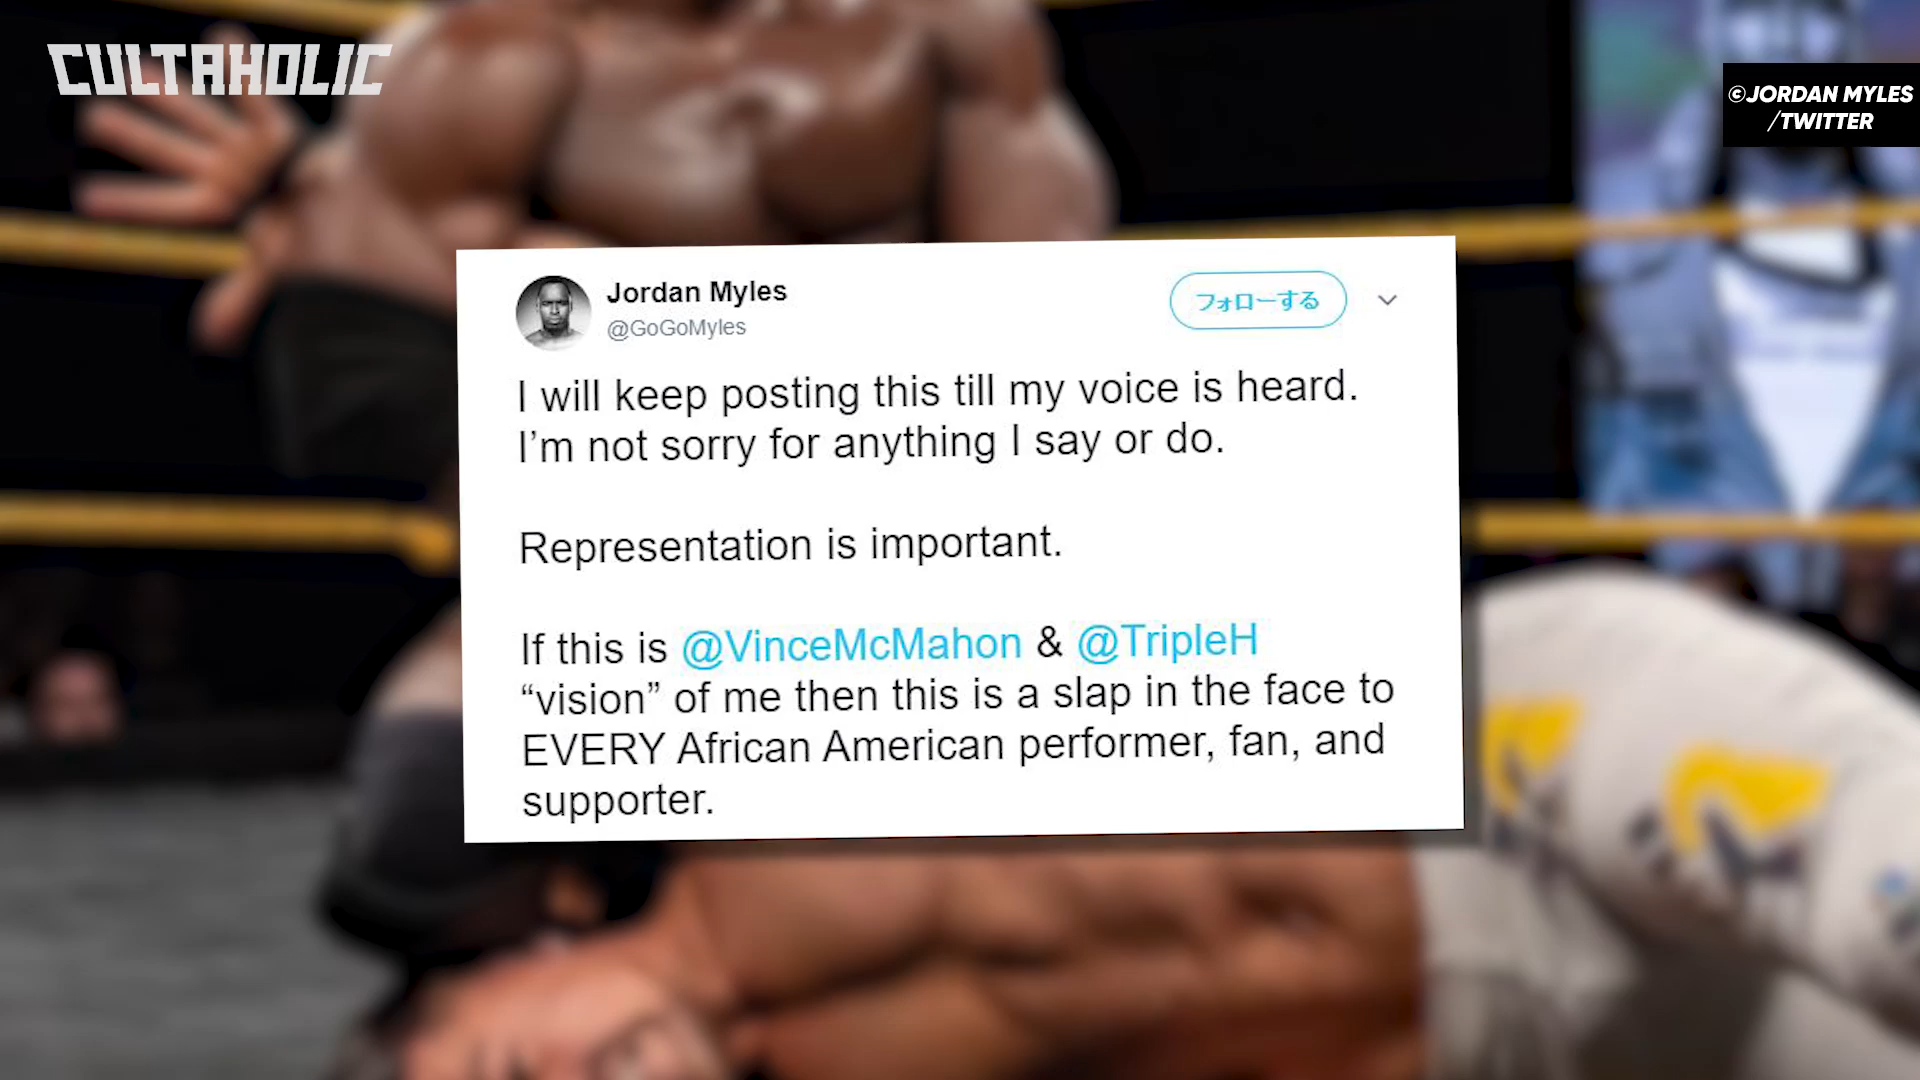 CULTAHOLIC
©JORDAN MYLES
/TWITTER
Jordan Myles
@GoGoMyles
フォローする
I will keep posting this till my voice is heard.
I’m not sorry for anything I say or do.
Representation is important.
If this is @VinceMcMahon & @TripleH
“vision” of me then this is a slap in the face to
EVERY African American performer, fan, and
supporter.